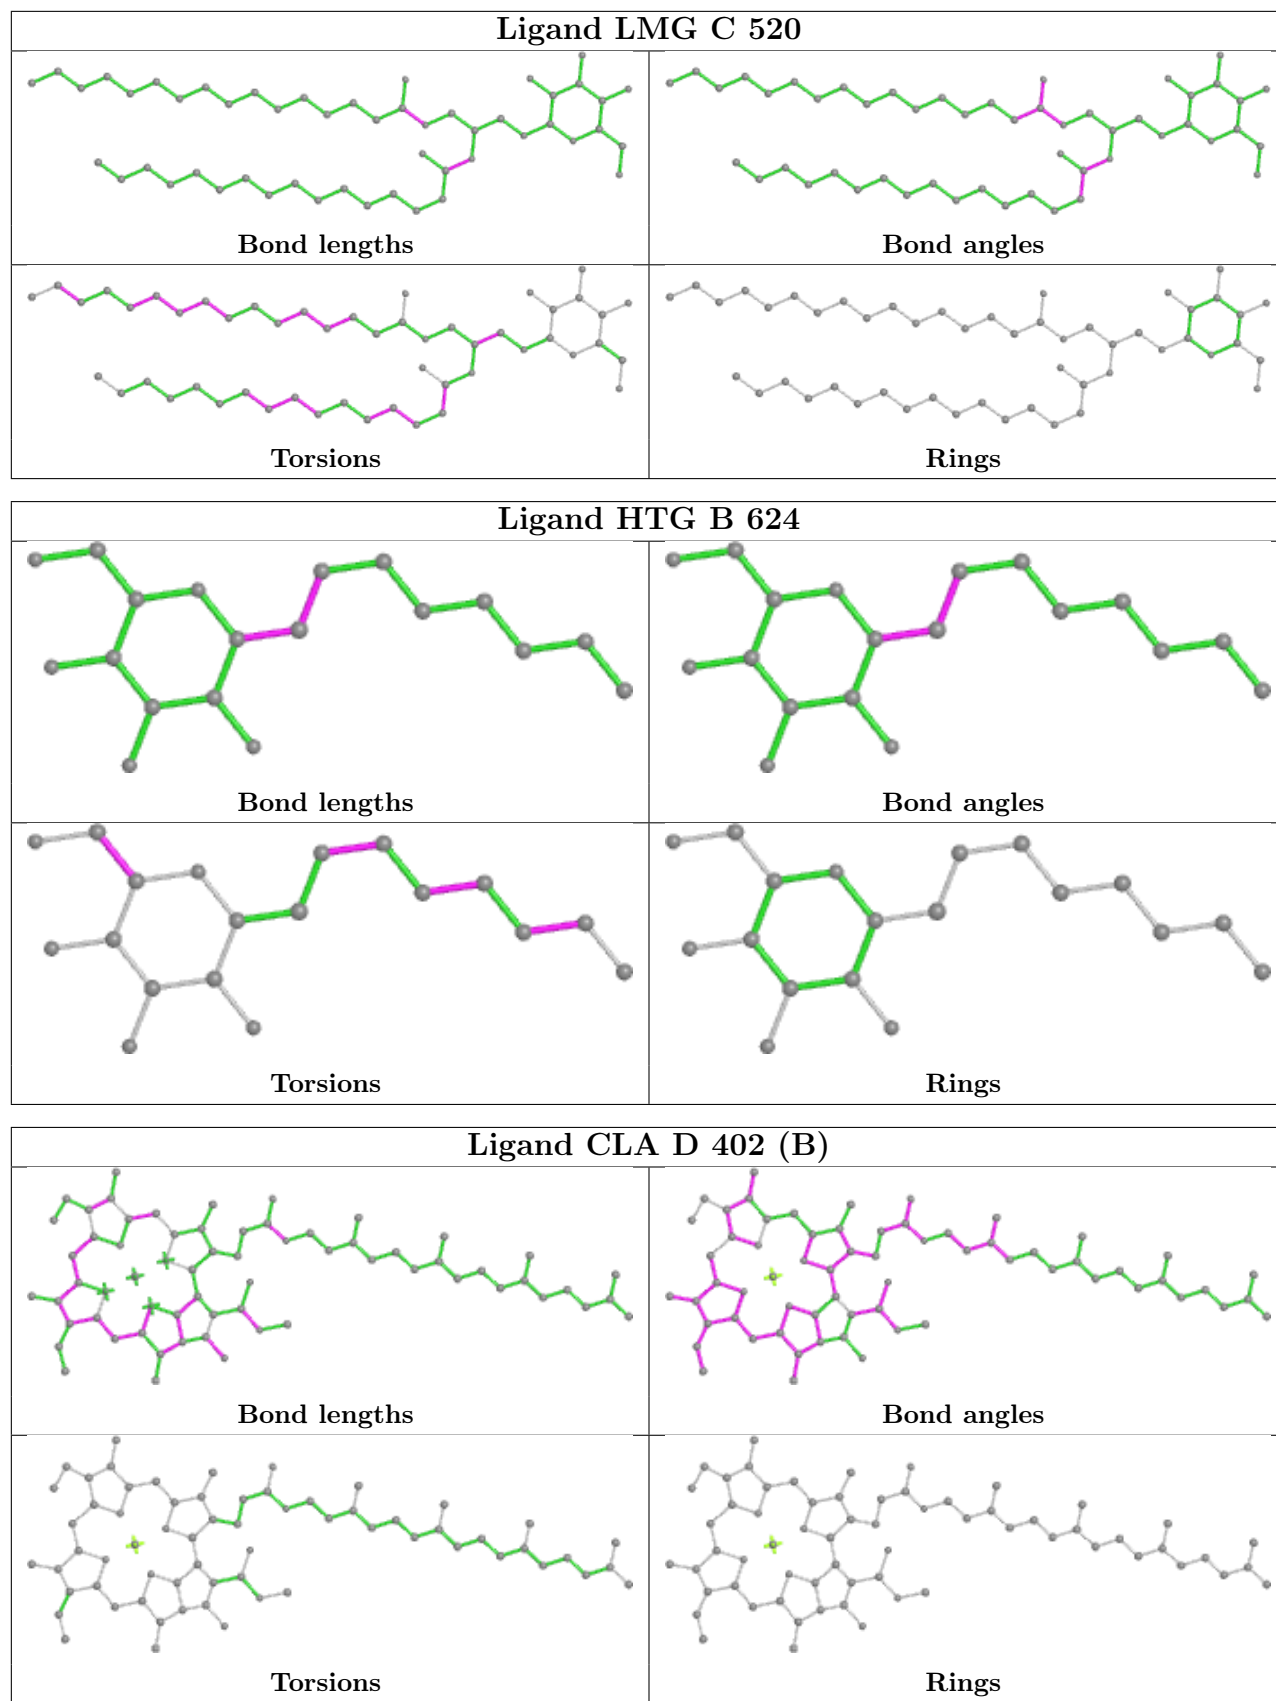 Ligand LMG C 520
Bond lengths
Bond angles
Torsions
Rings
Ligand HTG B 624
Bond lengths
Bond angles
Torsions
Rings
Ligand CLA D 402 (B)
Bond lengths
Bond angles
Torsions
Rings